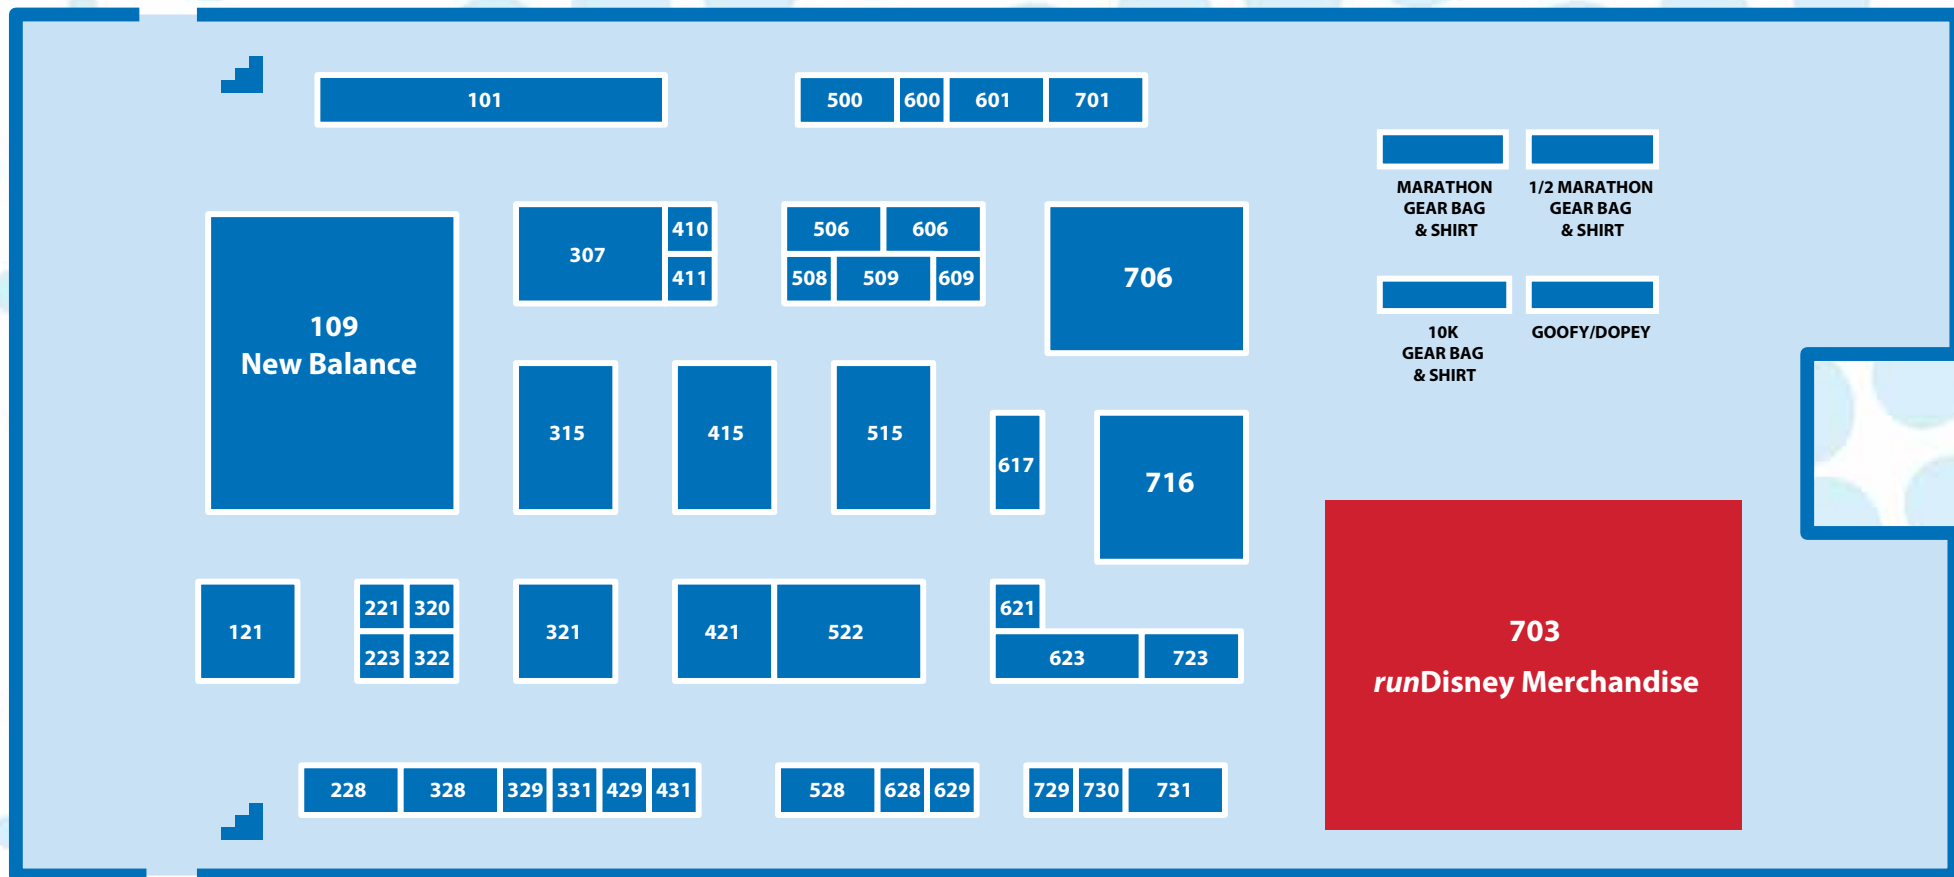 101
500 600 601 701
MARATHON
GEAR BAG
& SHIRT
1/2 MARATHON
GEAR BAG
& SHIRT
307
410
411
506 606
508 509 609
706
109
New Balance
10K
GEAR BAG
& SHIRT
GOOFY/DOPEY
315
415
515
617
716
121
221 320
223 322
321
421 522
621
623 723
703
runDisney Merchandise
228 328 329 331 429 431
528 628 629
729 730 731